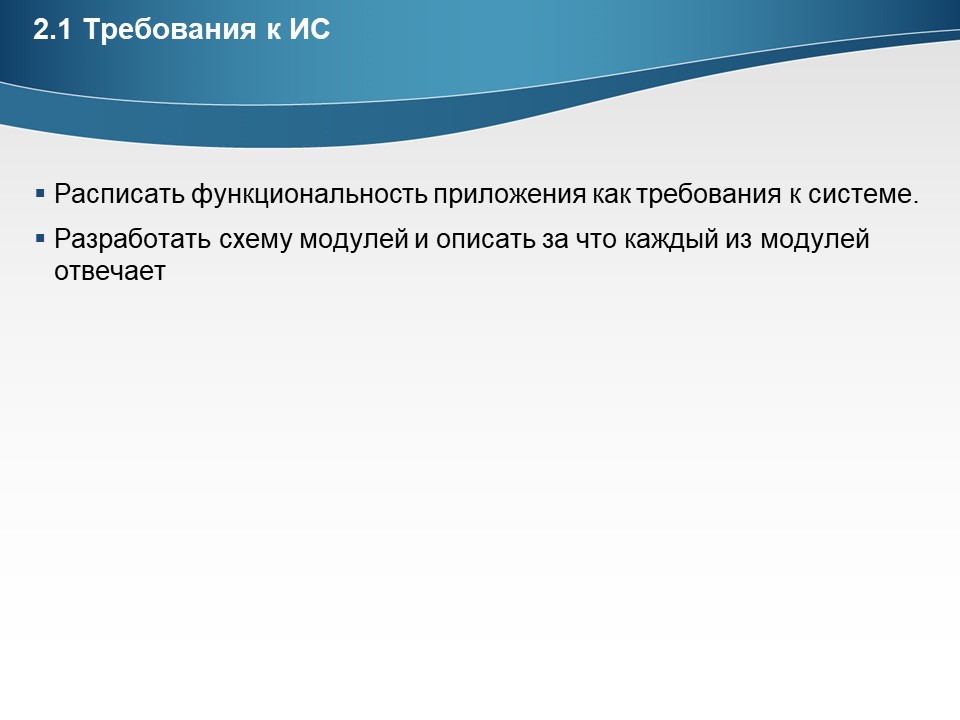 2.1 Требования к ИС
▪ Расписать функциональность приложения как требования к системе.
▪ Разработать схему модулей и описать за что каждый из модулей
отвечает